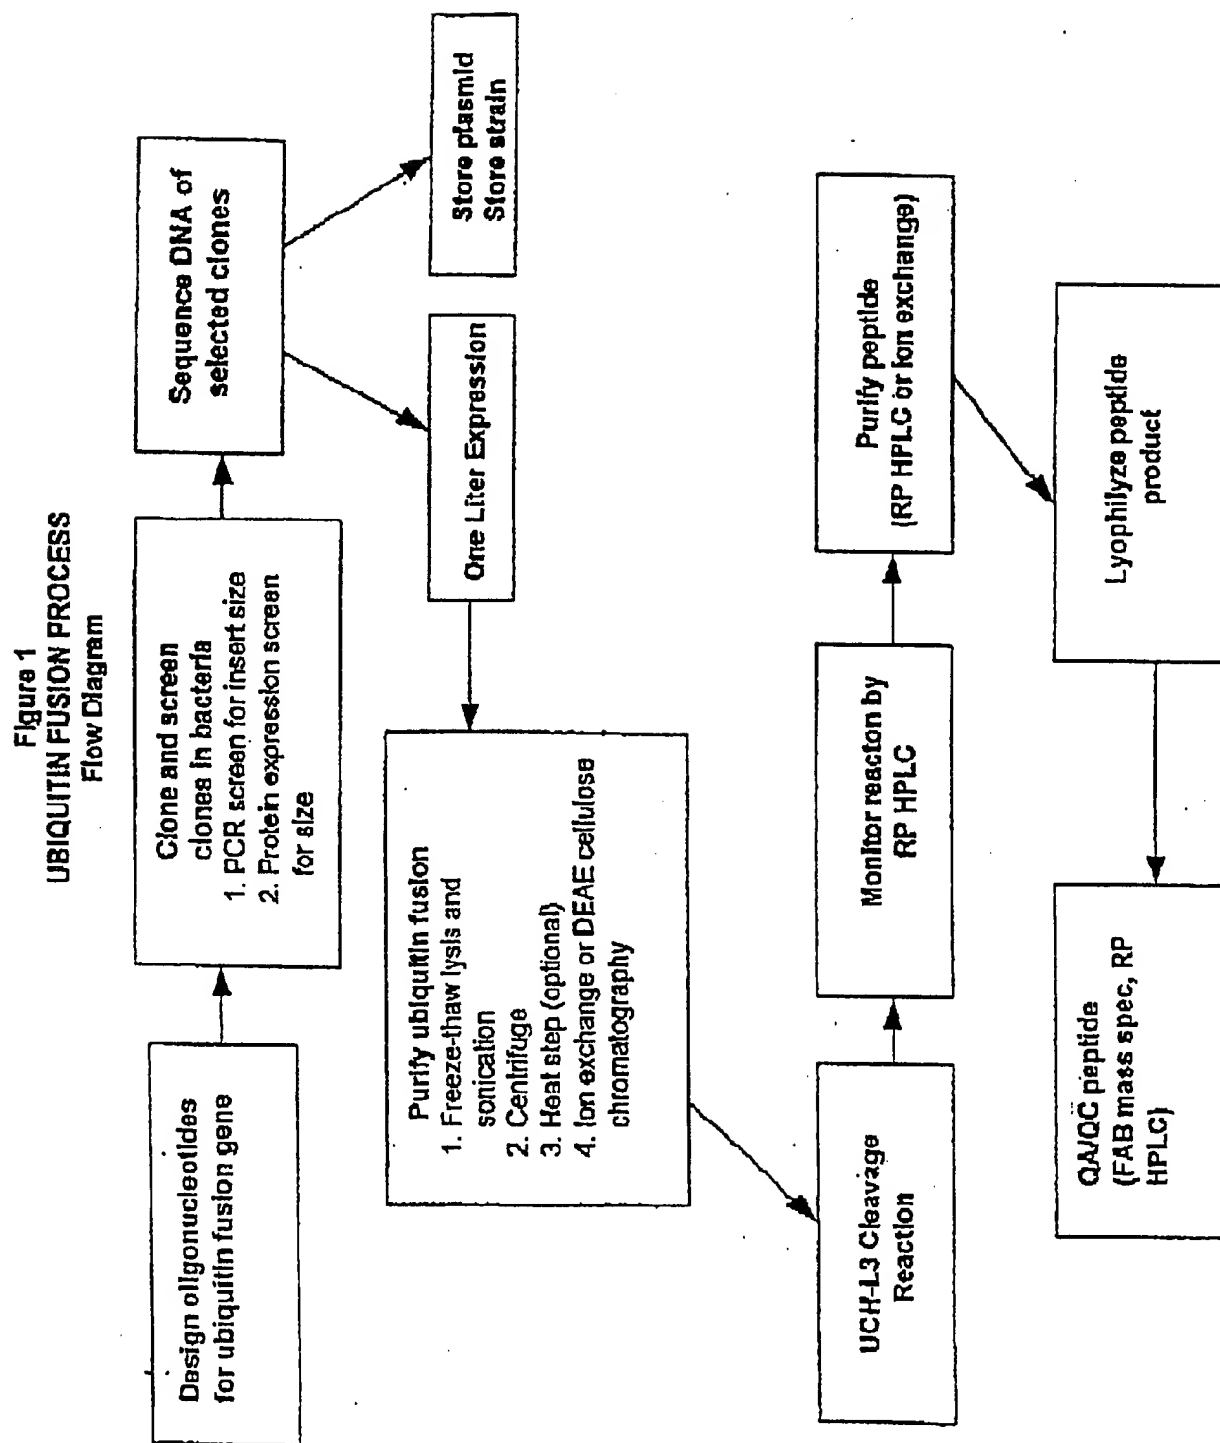 Figure 1
UBIQUITIN FUSION PROCESS
Flow Diagram
Design oligonucleotides
for ubiquitin fusion gene
Clone and screen
clones in bacteria
1. PCR screen for insert size
2. Protein expression screen
for size
Sequence DNA of
selected clones
Store plasmid
Store strain
One Liter Expression
Purify ubiquitin fusion
1. Freeze-thaw lysis and
sonication
2. Centrifuge
3. Heat step (optional)
4. Ion exchange or DEAE cellulose
chromatography
UCH-L3 Cleavage
Reaction
Monitor reacton by
RP HPLC
Purify peptide
(RP HPLC or ion exchange)
Lyophilyze peptide
product
QA/QC peptide
(FAB mass spec, RP
HPLC)